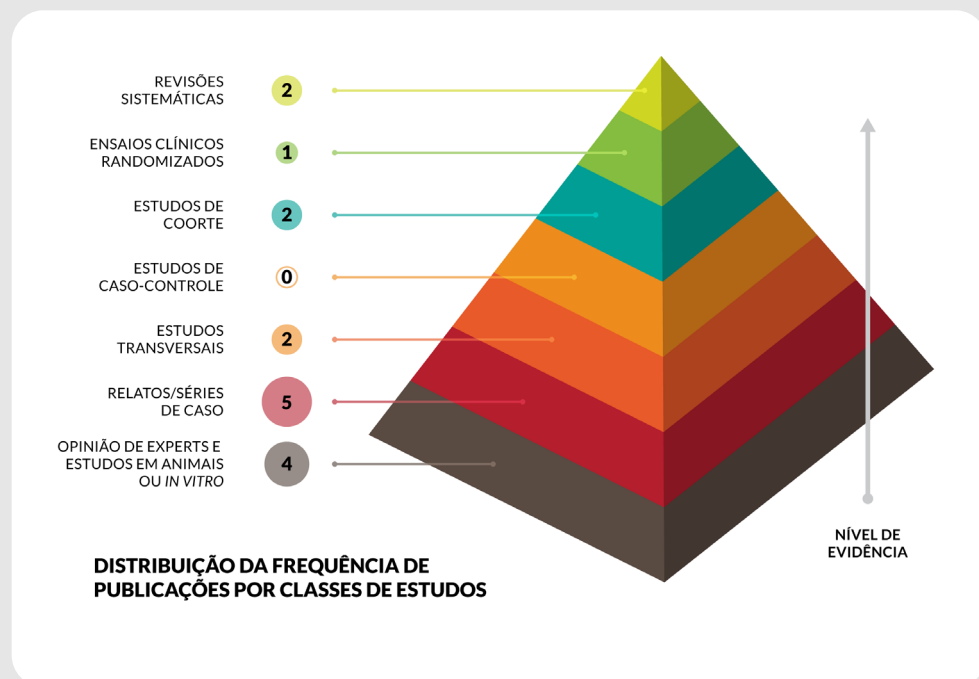 REVISÕES
SISTEMÁTICAS
2
ENSAIOS CLÍNICOS
RANDOMIZADOS
1
ESTUDOS DE
COORTE
2
ESTUDOS DE
CASO-CONTROLE
0
ESTUDOS
TRANSVERSAIS
2
RELATOS/SÉRIES
DE CASO
5
OPINIÃO DE EXPERTS E
ESTUDOS EM ANIMAIS
OU IN VITRO
4
NÍVEL DE
EVIDÊNCIA
DISTRIBUIÇÃO DA FREQUÊNCIA DE
PUBLICAÇÕES POR CLASSES DE ESTUDOS